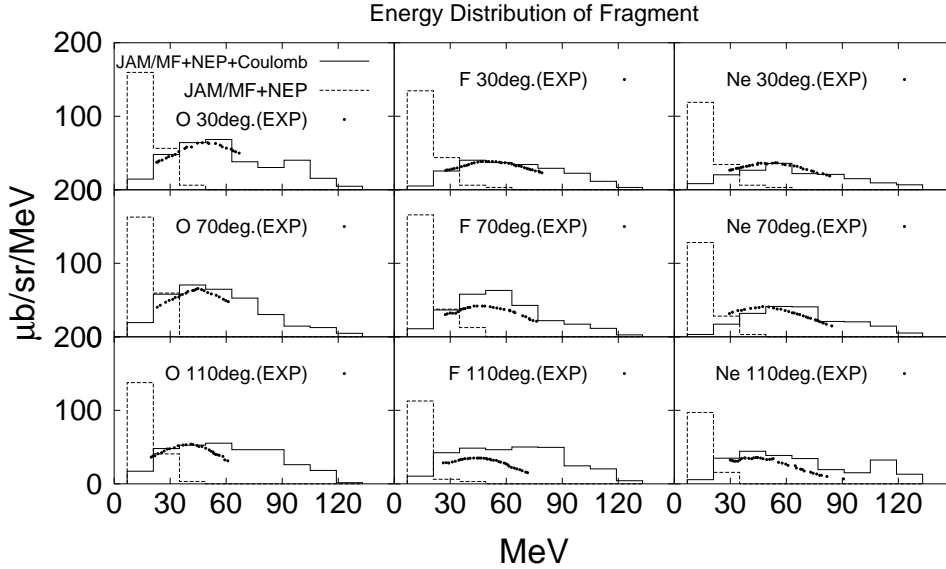 Energy Distribution of Fragment
200
JAM/MF+NEP+Coulomb
JAM/MF+NEP
O 30deg.(EXP)
F 30deg.(EXP)
Ne 30deg.(EXP)
100
200
O 70deg.(EXP)
F 70deg.(EXP)
Ne 70deg.(EXP)
100
200
O 110deg.(EXP)
F 110deg.(EXP)
Ne 110deg.(EXP)
100
0
μb/sr/MeV
0 30 60 90 120 0 30 60 90 120 0 30 60 90 120
MeV